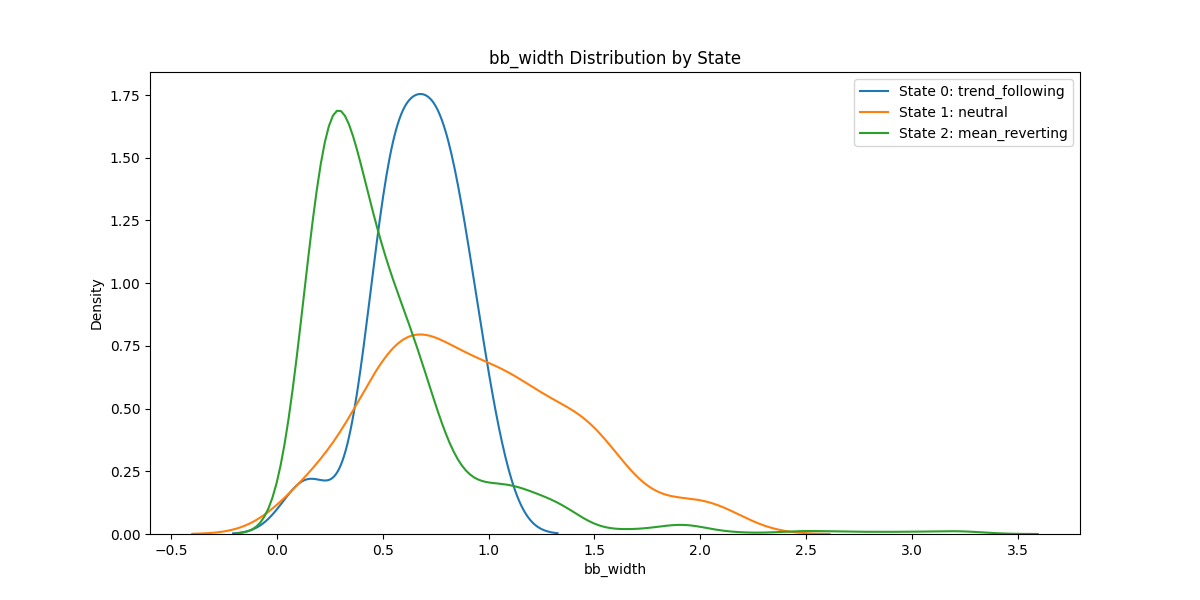 bb_width Distribution by State
State 0: trend_following
State 1: neutral
State 2: mean_reverting
Density
1.75
1.50
1.25
1.00
0.75
0.50
0.25
0.00
−0.5 0.0 0.5 1.0 1.5 2.0 2.5 3.0 3.5
bb_width